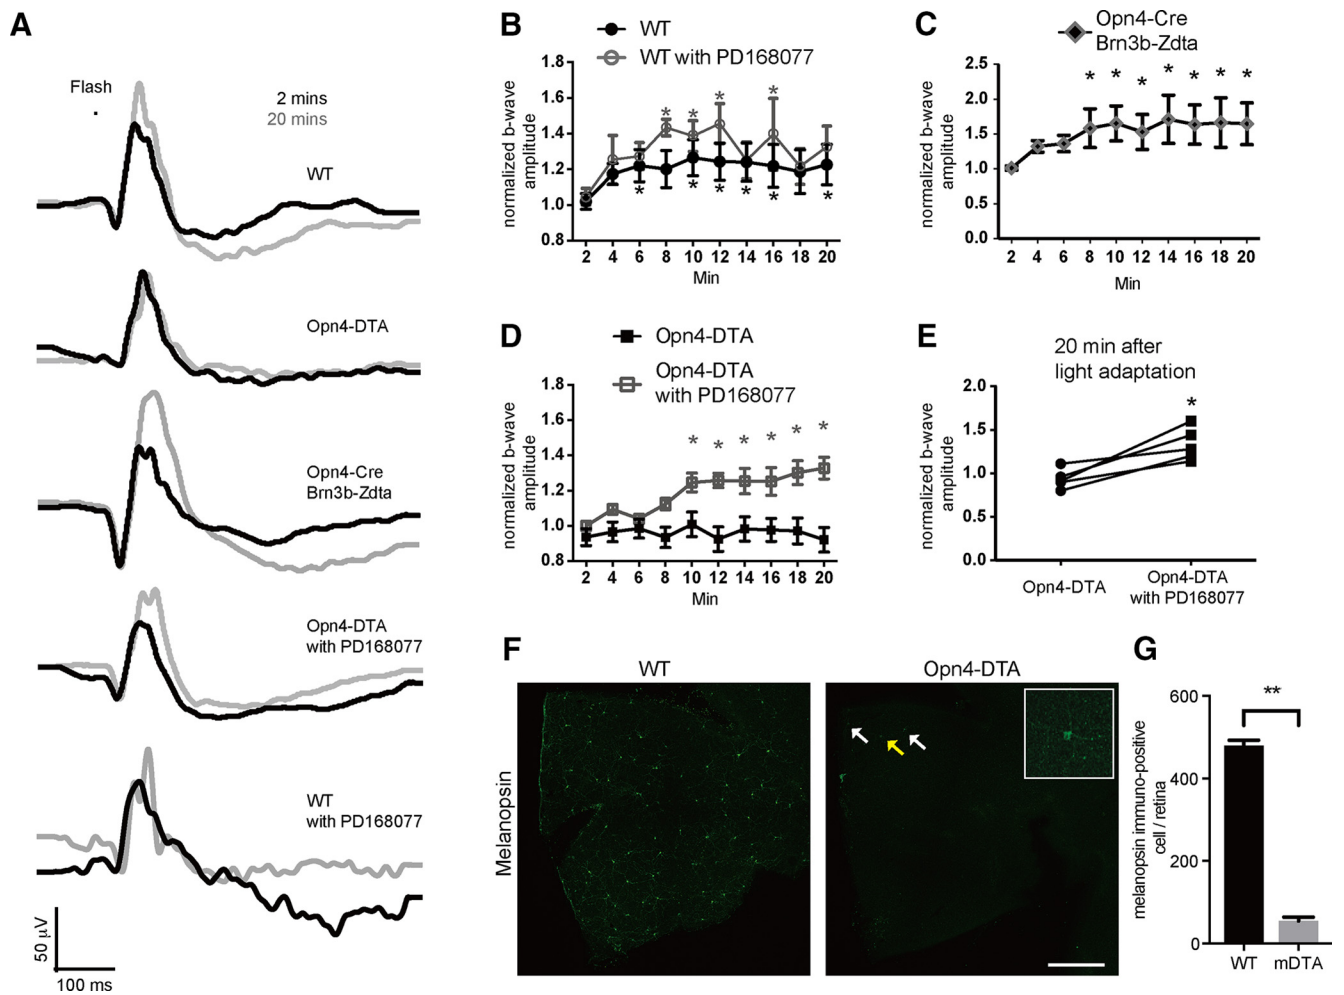 A
Flash
2 mins
20 mins
WT
Opn4-DTA
Opn4-Cre
Brn3b-Zdta
Opn4-DTA
with PD168077
WT
with PD168077
50 µV
100 ms
B
WT
WT with PD168077
normalized b-wave
amplitude
1.8
1.6
1.4
1.2
1.0
0.8
* * * *
* * * * * *
2 4 6 8 10 12 14 16 18 20
Min
C
Opn4-Cre
Brn3b-Zdta
normalized b-wave
amplitude
2.5
2.0
1.5
1.0
0.5
0.0
* * * * * * *
2 4 6 8 10 12 14 16 18 20
Min
D
Opn4-DTA
Opn4-DTA
with PD168077
normalized b-wave
amplitude
1.8
1.6
1.4
1.2
1.0
0.8
* * * * * *
2 4 6 8 10 12 14 16 18 20
Min
E
20 min after
light adaptation
normalized b-wave
amplitude
2.0
1.5
1.0
0.5
0.0
*
Opn4-DTA
Opn4-DTA
with PD168077
F
WT
Opn4-DTA
Melanopsin
G
melanopsin immuno-positive
cell / retina
600
400
200
0
**
WT mDTA